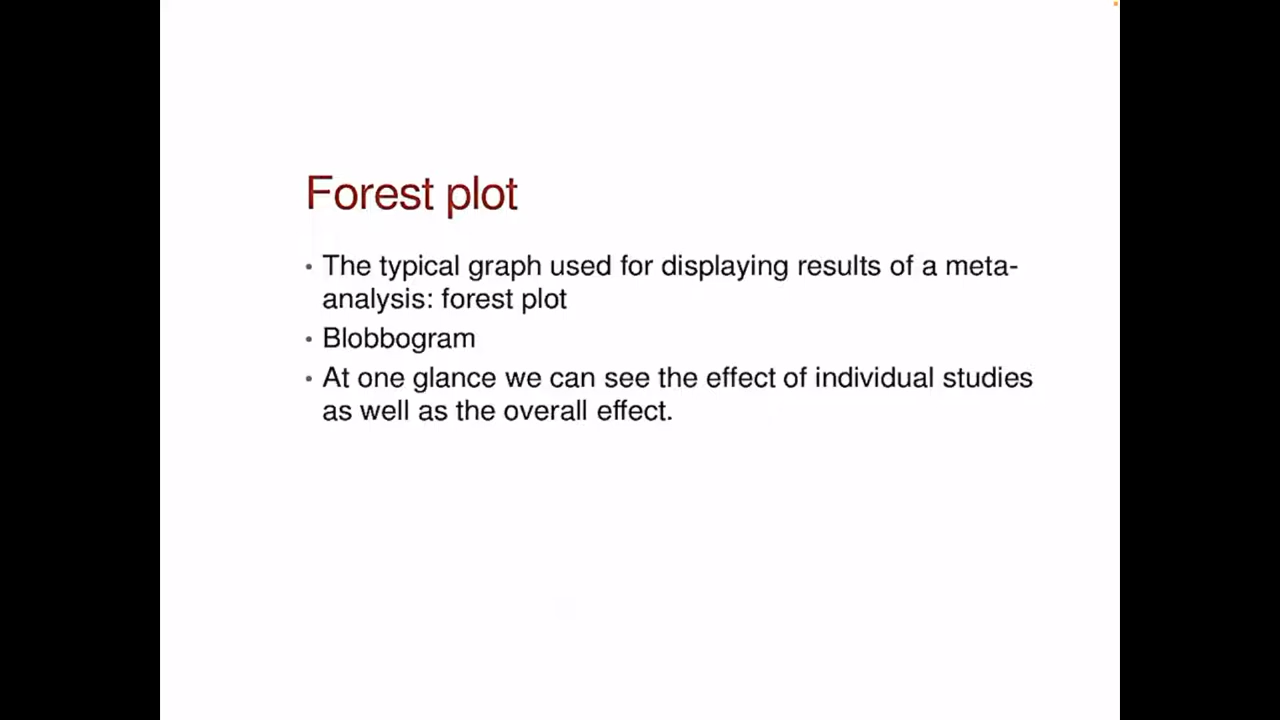 Forest plot
• The typical graph used for displaying results of a meta-
analysis: forest plot
• Blobbogram
• At one glance we can see the effect of individual studies
as well as the overall effect.